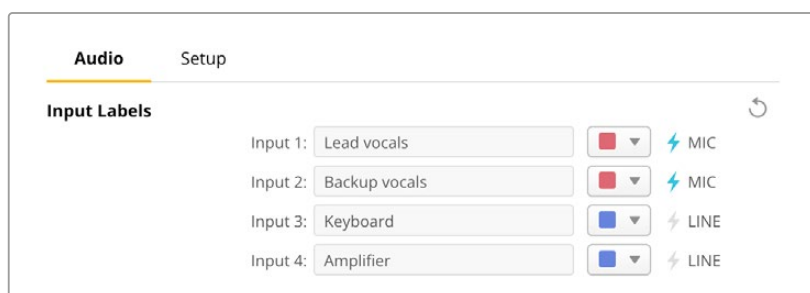 Audio Setup
Input Labels
Input 1: Lead vocals MIC
Input 2: Backup vocals MIC
Input 3: Keyboard LINE
Input 4: Amplifier LINE